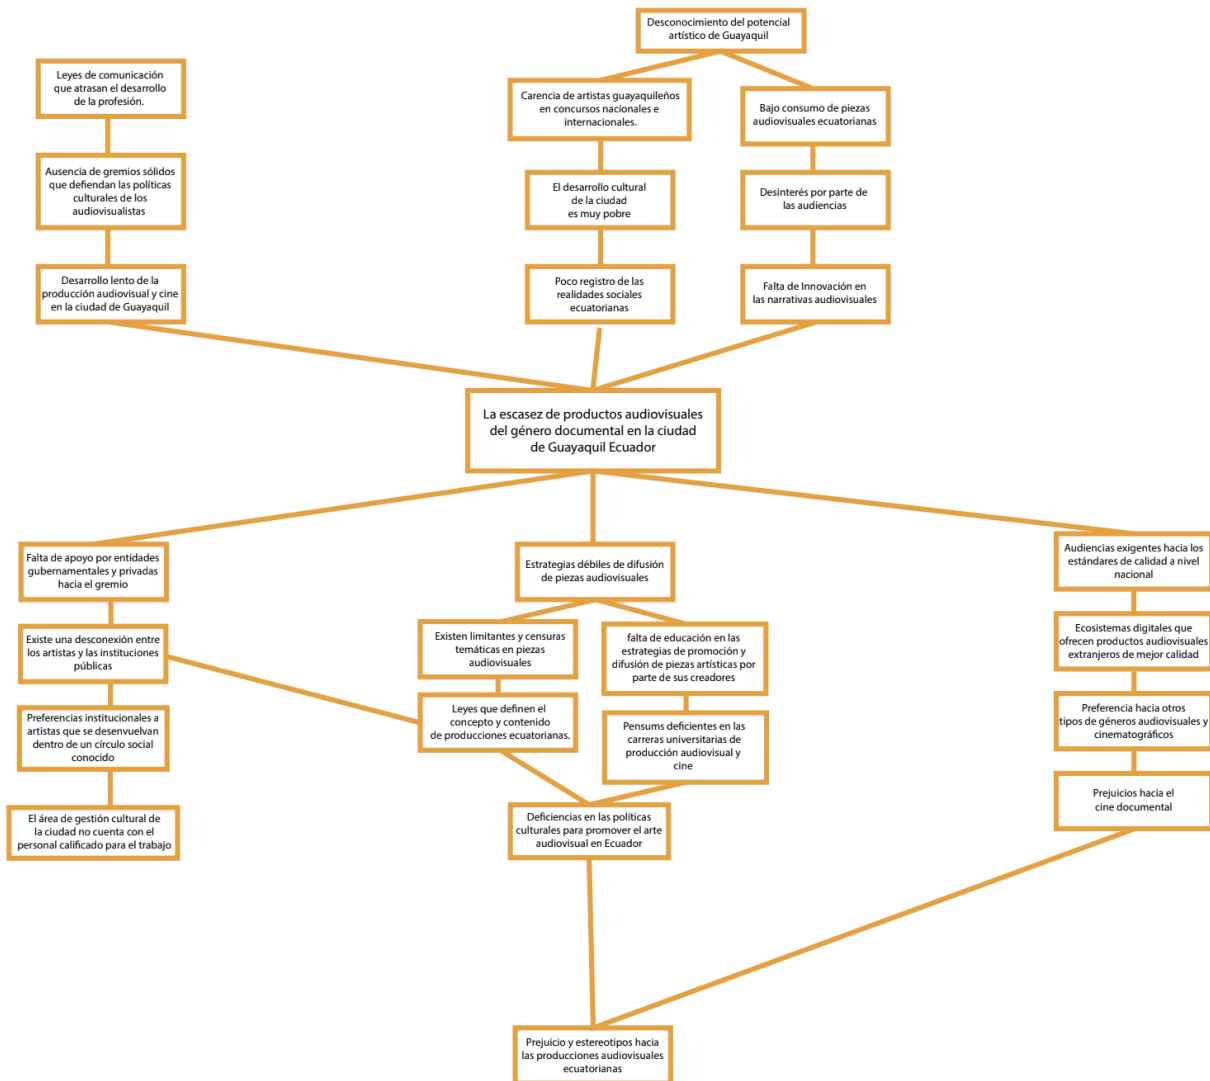 Desconocimiento del potencial
artístico de Guayaquil
Leyes de comunicación
que atrasan el desarrollo
de la profesión.
Carencia de artistas guayaquileños
en concursos nacionales e
internacionales.
Bajo consumo de piezas
audiovisuales ecuatorianas
Ausencia de gremios sólidos
que defiendan las políticas
culturales de los
audiovisualistas
El desarrollo cultural
de la ciudad
es muy pobre
Desinterés por parte de
las audiencias
Desarrollo lento de la
producción audiovisual y cine
en la ciudad de Guayaquil
Poco registro de las
realidades sociales
ecuatorianas
Falta de Innovación en
las narrativas audiovisuales
La escasez de productos audiovisuales
del género documental en la ciudad
de Guayaquil Ecuador
Falta de apoyo por entidades
gubernamentales y privadas
hacia el gremio
Estrategias débiles de difusión
de piezas audiovisuales
Audiencias exigentes hacia los
estándares de calidad a nivel
nacional
Existe una desconexión entre
los artistas y las instituciones
públicas
Existen limitantes y censuras
temáticas en piezas
audiovisuales
falta de educación en las
estrategias de promoción y
difusión de piezas artísticas por
parte de sus creadores
Ecosistemas digitales que
ofrecen productos audiovisuales
extranjeros de mejor calidad
Preferencias institucionales a
artistas que se desenvuelvan
dentro de un círculo social
conocido
Leyes que definen el
concepto y contenido
de producciones ecuatorianas.
Pensums deficientes en las
carreras universitarias de
producción audiovisual y
cine
Preferencia hacia otros
tipos de géneros audiovisuales y
cinematográficos
El área de gestión cultural de
la ciudad no cuenta con el
personal calificado para el trabajo
Deficiencias en las políticas
culturales para promover el arte
audiovisual en Ecuador
Prejuicios hacia el
cine documental
Prejuicio y estereotipos hacia
las producciones audiovisuales
ecuatorianas